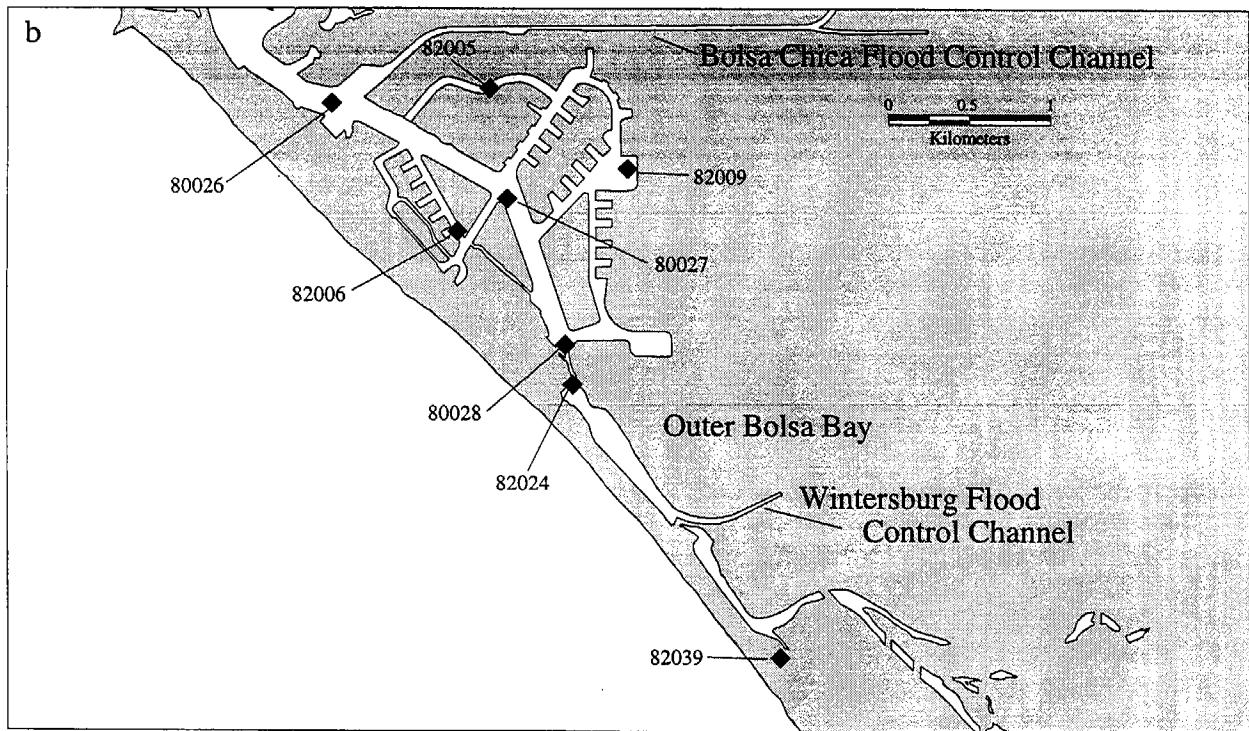 b
82005
Bolsa Chica Flood Control Channel
0 0.5 1
Kilometers
80026
82009
80027
82006
80028
Outer Bolsa Bay
82024
Wintersburg Flood
Control Channel
82039